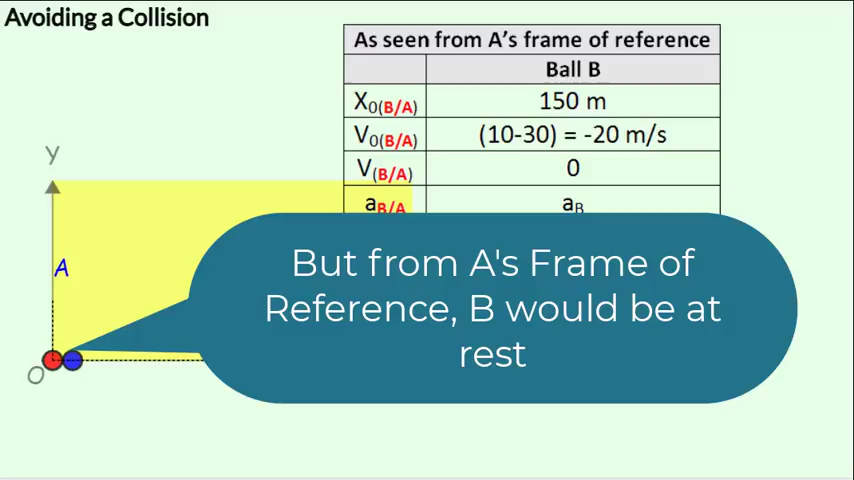 Avoiding a Collision
As seen from A's frame of reference
Ball B
X0(B/A) 150 m
V0(B/A) (10-30) = -20 m/s
V(B/A) 0
aB/A aB
Y
A
But from A's Frame of
Reference, B would be at
rest
O